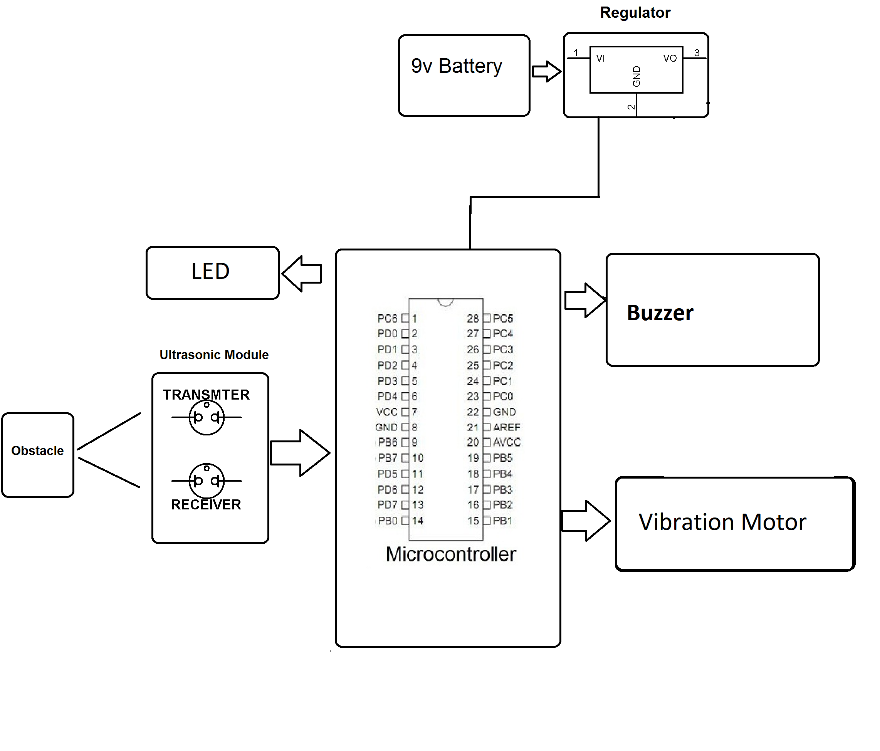 Regulator
9v Battery
1
VI
VO
3
GND
2
LED
Buzzer
Ultrasonic Module
TRANSMTER
RECEIVER
Obstacle
PC6 1 28 PC5
PD0 2 27 PC4
PD1 3 26 PC3
PD2 4 25 PC2
PD3 5 24 PC1
PD4 6 23 PC0
VCC 7 22 GND
GND 8 21 AREF
PB6 9 20 AVCC
PB7 10 19 PB5
PD5 11 18 PB4
PD6 12 17 PB3
PD7 13 16 PB2
PB0 14 15 PB1
Microcontroller
Vibration Motor